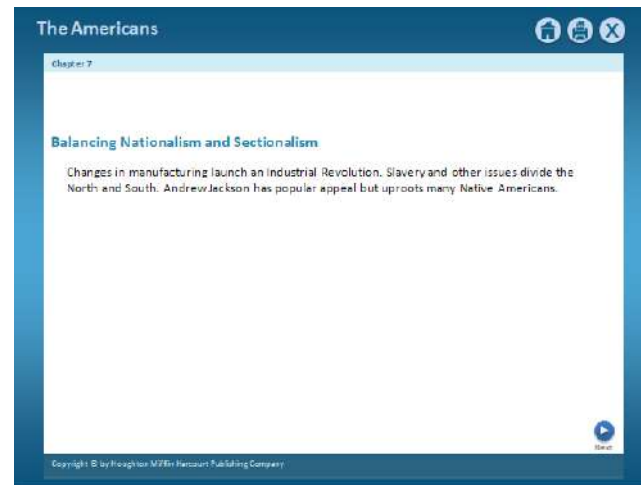 The Americans
Chapter 7
Balancing Nationalism and Sectionalism
Changes in manufacturing launch an Industrial Revolution. Slavery and other issues divide the
North and South. Andrew Jackson has popular appeal but uproots many Native Americans.
Next
Copyright © by Houghton Mifflin Harcourt Publishing Company